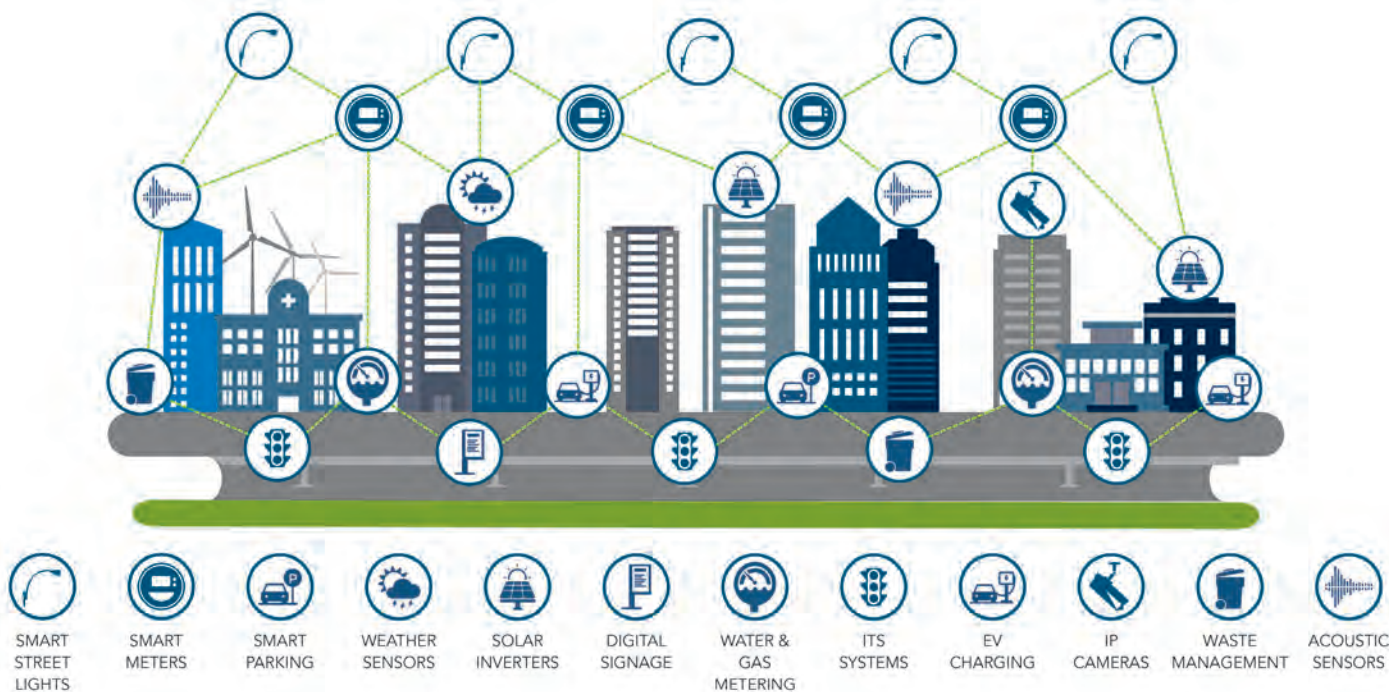 SMART
STREET
LIGHTS
SMART
METERS
SMART
PARKING
WEATHER
SENSORS
SOLAR
INVERTERS
DIGITAL
SIGNAGE
WATER &
GAS
METERING
ITS
SYSTEMS
EV
CHARGING
IP
CAMERAS
WASTE
MANAGEMENT
ACOUSTIC
SENSORS
P
P